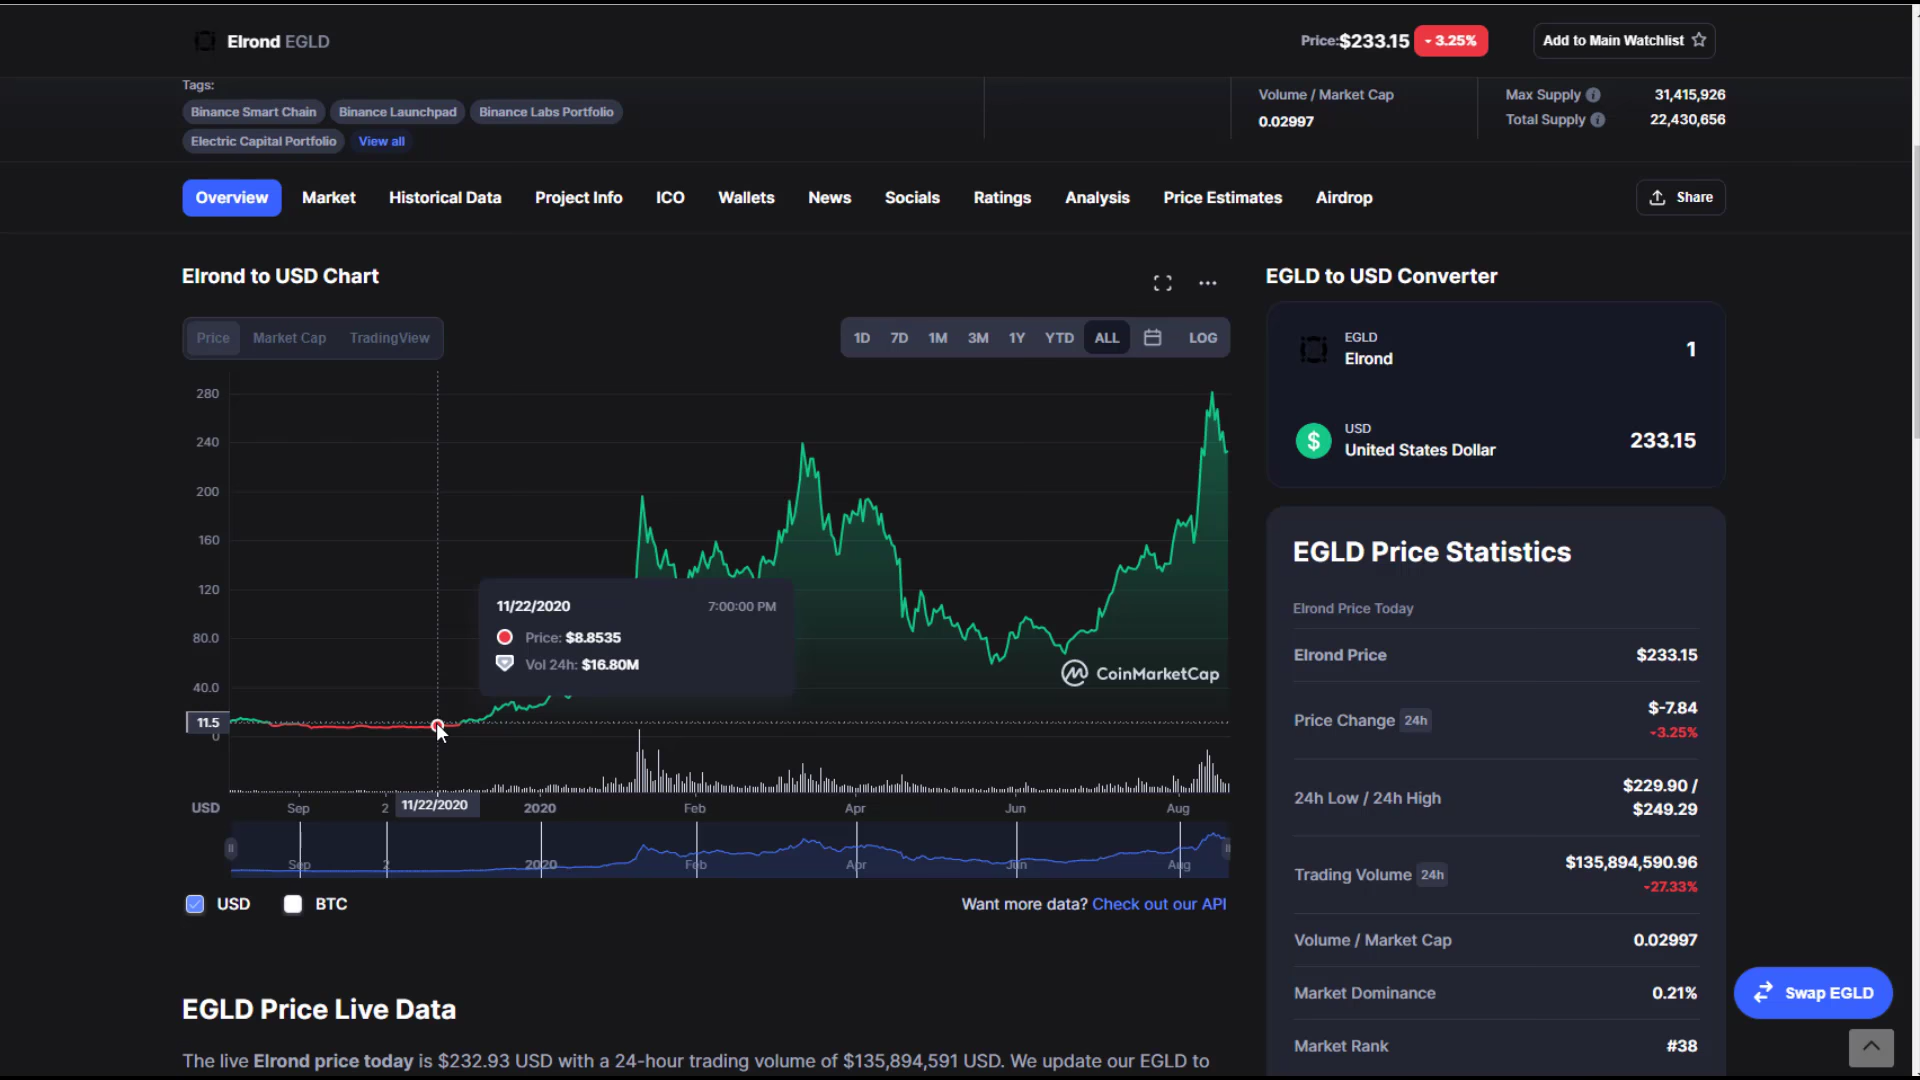 Elrond EGLD
Price:$233.15 - 3.25%
Add to Main Watchlist
Tags:
Binance Smart Chain Binance Launchpad Binance Labs Portfolio
Electric Capital Portfolio View all
Volume / Market Cap
0.02997
Max Supply 31,415,926
Total Supply 22,430,656
Overview Market Historical Data Project Info ICO Wallets News Socials Ratings Analysis Price Estimates Airdrop
Share
Elrond to USD Chart
Price Market Cap TradingView
1D 7D 1M 3M 1Y YTD ALL LOG
280
240
200
160
120
80.0
40.0
11.5
0
11/22/2020 7:00:00 PM
Price: $8.8535
Vol 24h: $16.80M
CoinMarketCap
USD Sep 2 11/22/2020 2020 Feb Apr Jun Aug
Sep 2 2020 Feb Apr Jun Aug
USD BTC
Want more data? Check out our API
EGLD Price Live Data
The live Elrond price today is $232.93 USD with a 24-hour trading volume of $135,894,591 USD. We update our EGLD to
EGLD to USD Converter
EGLD
Elrond
1
USD
United States Dollar
233.15
EGLD Price Statistics
Elrond Price Today
Elrond Price $233.15
Price Change 24h $-7.84
-3.25%
24h Low / 24h High $229.90 /
$249.29
Trading Volume 24h $135,894,590.96
-27.33%
Volume / Market Cap 0.02997
Market Dominance 0.21%
Market Rank #38
Swap EGLD